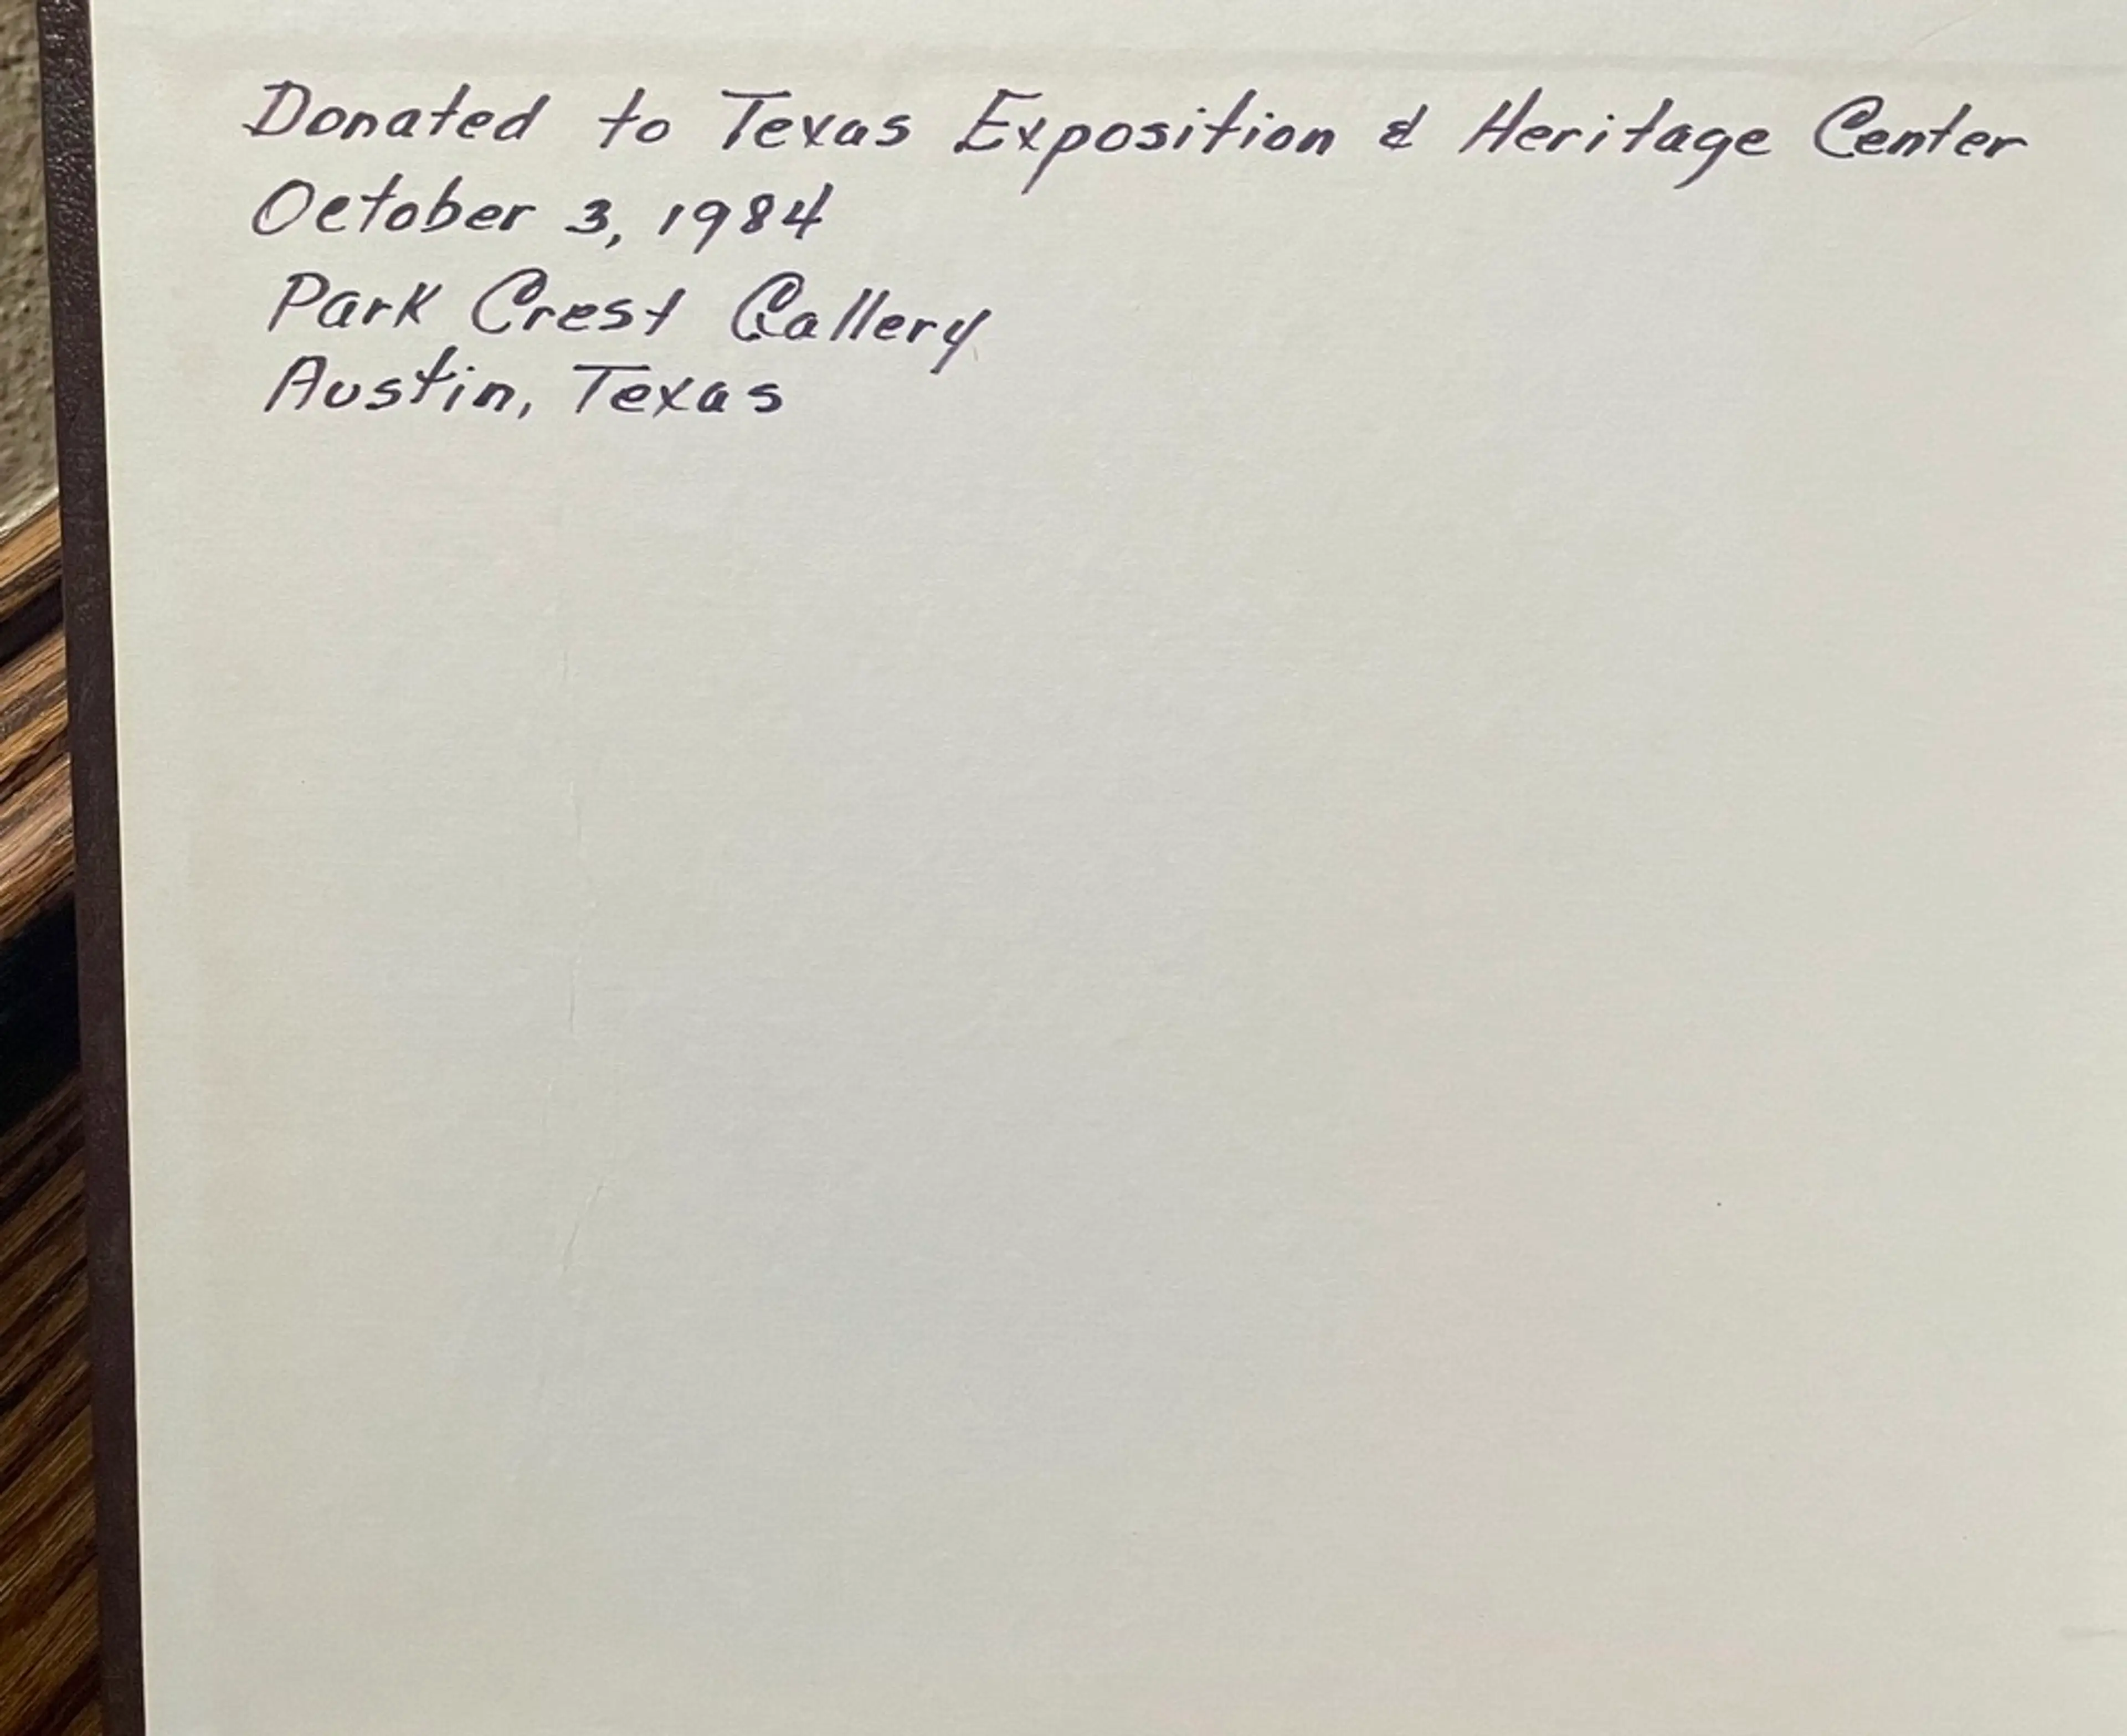 Donated to Texas Exposition & Heritage Center
October 3, 1984
Park Crest Gallery
Austin, Texas